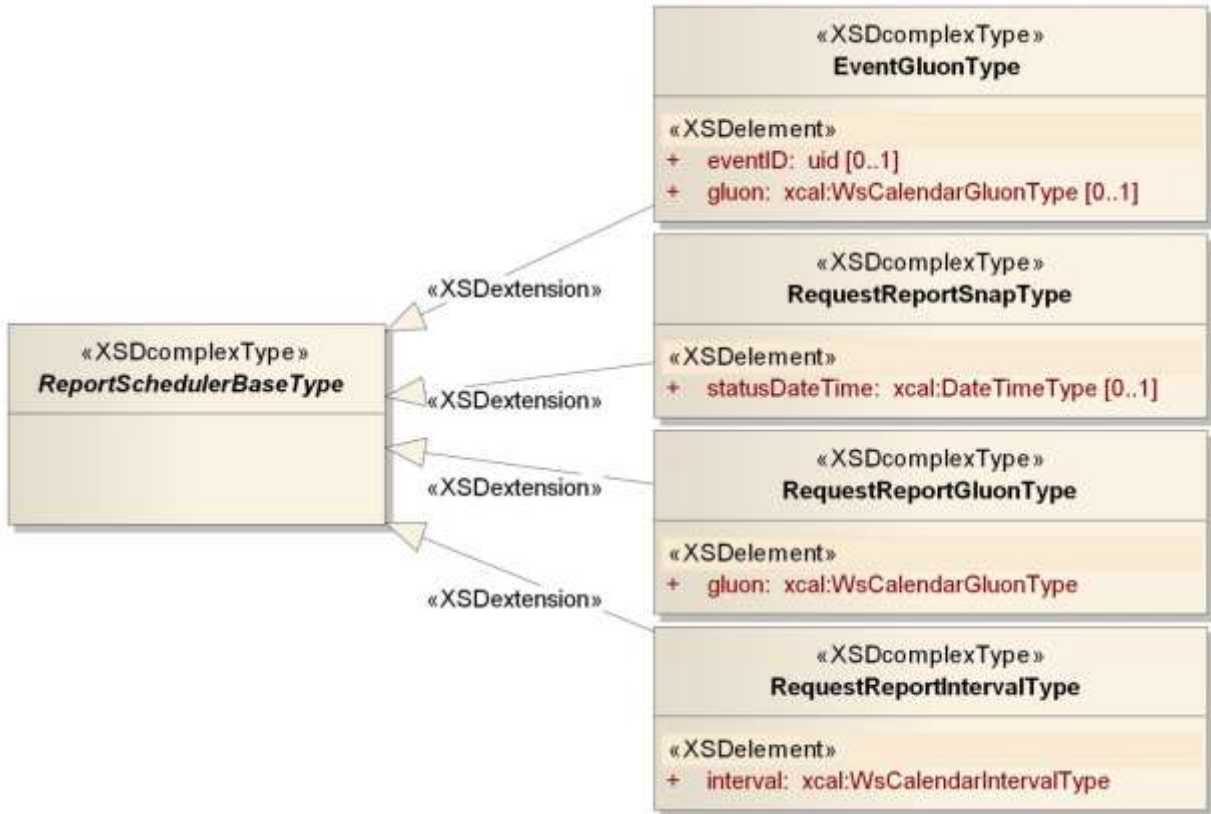 «XSDcomplexType»
EventGluonType
«XSDelement»
+ eventID: uid [0..1]
+ gluon: xcal:WsCalendarGluonType [0..1]
«XSDextension»
«XSDcomplexType»
RequestReportSnapType
«XSDelement»
+ statusDateTime: xcal:DateTimeType [0..1]
«XSDcomplexType»
ReportSchedulerBaseType
«XSDextension»
«XSDcomplexType»
RequestReportGluonType
«XSDelement»
+ gluon: xcal:WsCalendarGluonType
«XSDextension»
«XSDextension»
«XSDcomplexType»
RequestReportIntervalType
«XSDelement»
+ interval: xcal:WsCalendarIntervalType